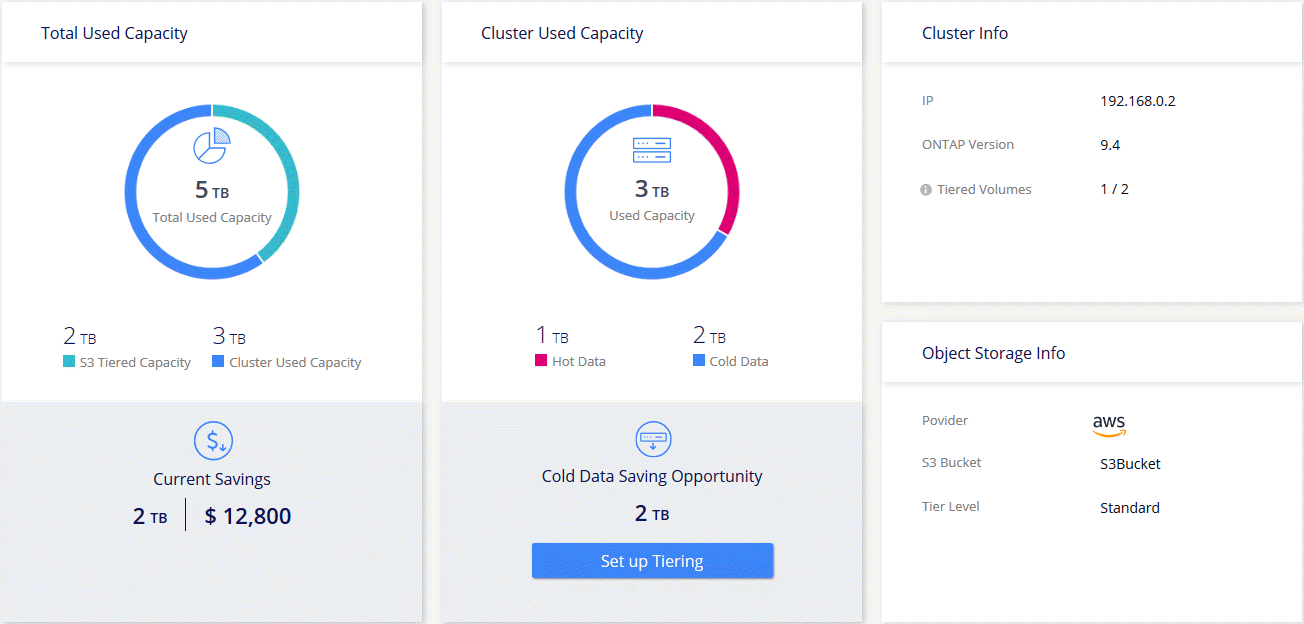 Total Used Capacity
5 TB
Total Used Capacity
2 TB
S3 Tiered Capacity
3 TB
Cluster Used Capacity
$
Current Savings
2 TB
$ 12,800
Cluster Used Capacity
3 TB
Used Capacity
1 TB
Hot Data
2 TB
Cold Data
Cold Data Saving Opportunity
2 TB
Set up Tiering
Cluster Info
IP 192.168.0.2
ONTAP Version 9.4
i Tiered Volumes 1 / 2
Object Storage Info
Povider aws
S3 Bucket S3Bucket
Tier Level Standard